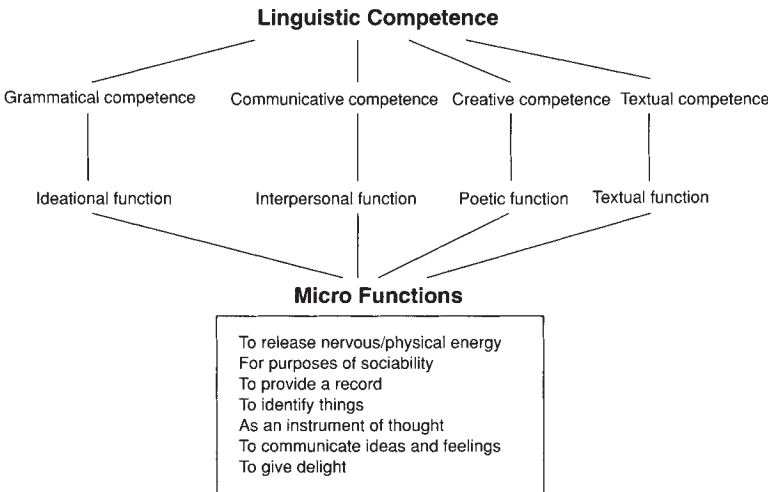 Linguistic Competence
Grammatical competence
Communicative competence
Creative competence
Textual competence
Ideational function
Interpersonal function
Poetic function
Textual function
Micro Functions
To release nervous/physical energy
For purposes of sociability
To provide a record
To identify things
As an instrument of thought
To communicate ideas and feelings
To give delight